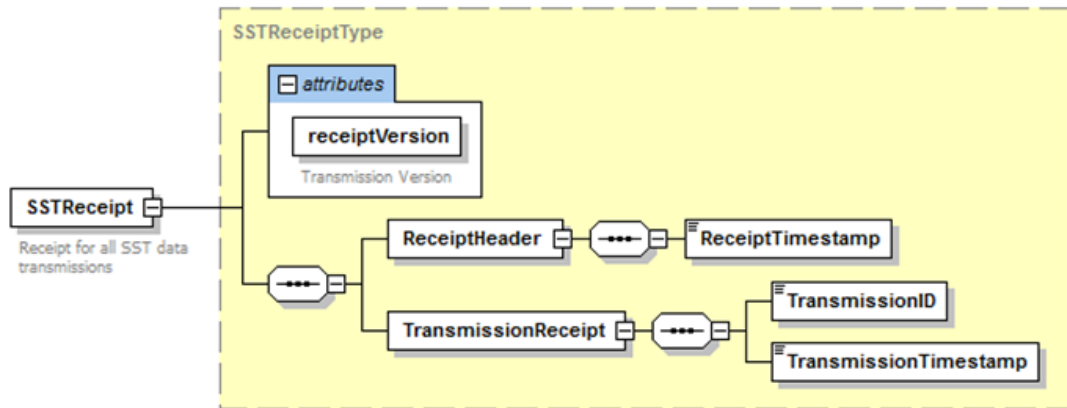 SSTReceiptType
attributes
receiptVersion
Transmission Version
SSTReceipt
Receipt for all SST data
transmissions
ReceiptHeader
ReceiptTimestamp
TransmissionReceipt
TransmissionID
TransmissionTimestamp